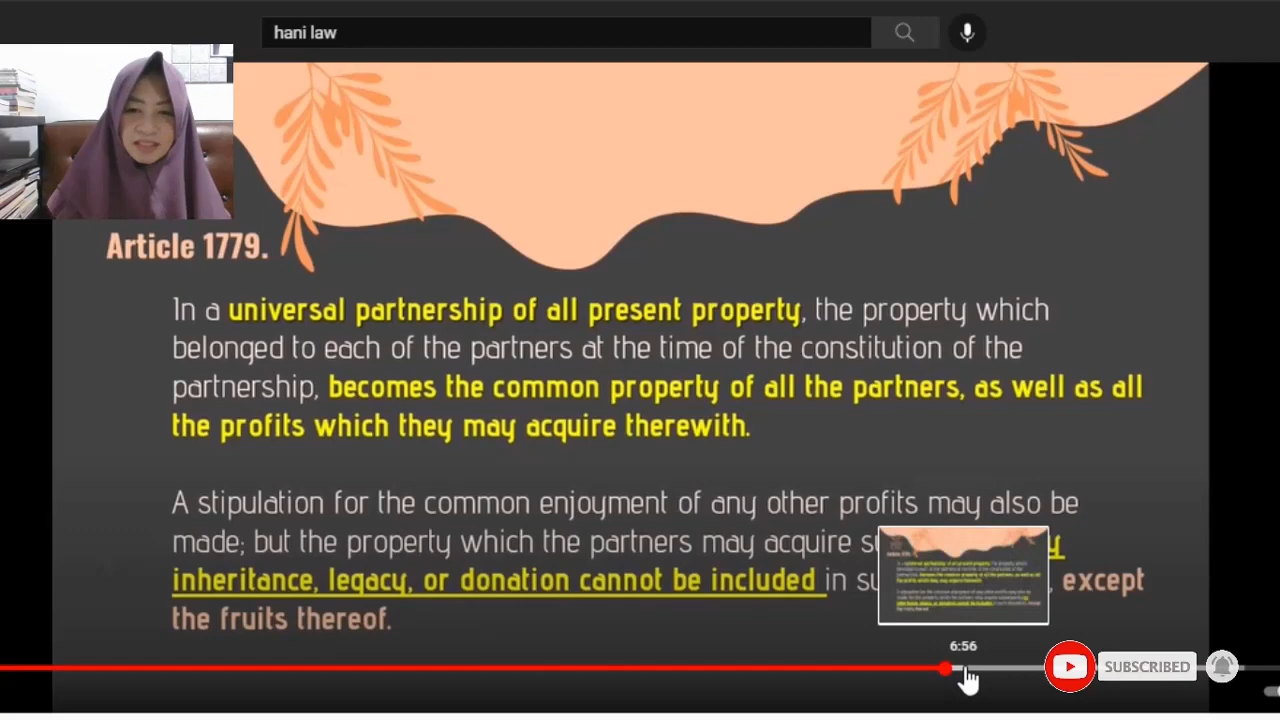 hani law
Article 1779.
In a universal partnership of all present property, the property which
belonged to each of the partners at the time of the constitution of the
partnership, becomes the common property of all the partners, as well as all
the profits which they may acquire therewith.
A stipulation for the common enjoyment of any other profits may also be
made; but the property which the partners may acquire
inheritance, legacy, or donation cannot be included in
except
the fruits thereof.
6:56
SUBSCRIBED